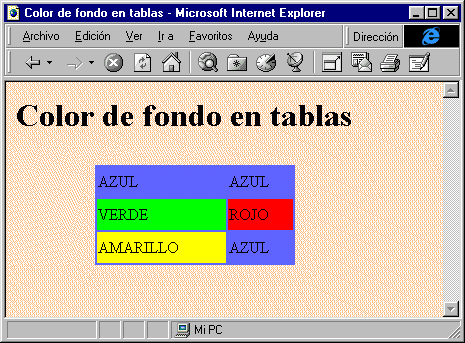 Color de fondo en tablas - Microsoft Internet Explorer
Archivo Edición Ver Ir a Favoritos Ayuda Dirección
Color de fondo en tablas
AZUL AZUL
VERDE ROJO
AMARILLO AZUL
Mi PC